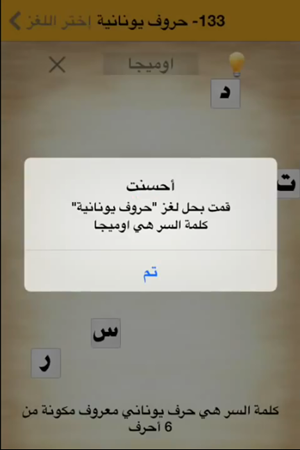 133- حروف يونانية إختر اللغز
اوميجا
د
ت
أحسنت
قمت بحل لغز "حروف يونانية"
كلمة السر هي اوميجا
تم
س
ر
كلمة السر هي حرف يوناني معروف مكونة من
6 أحرف